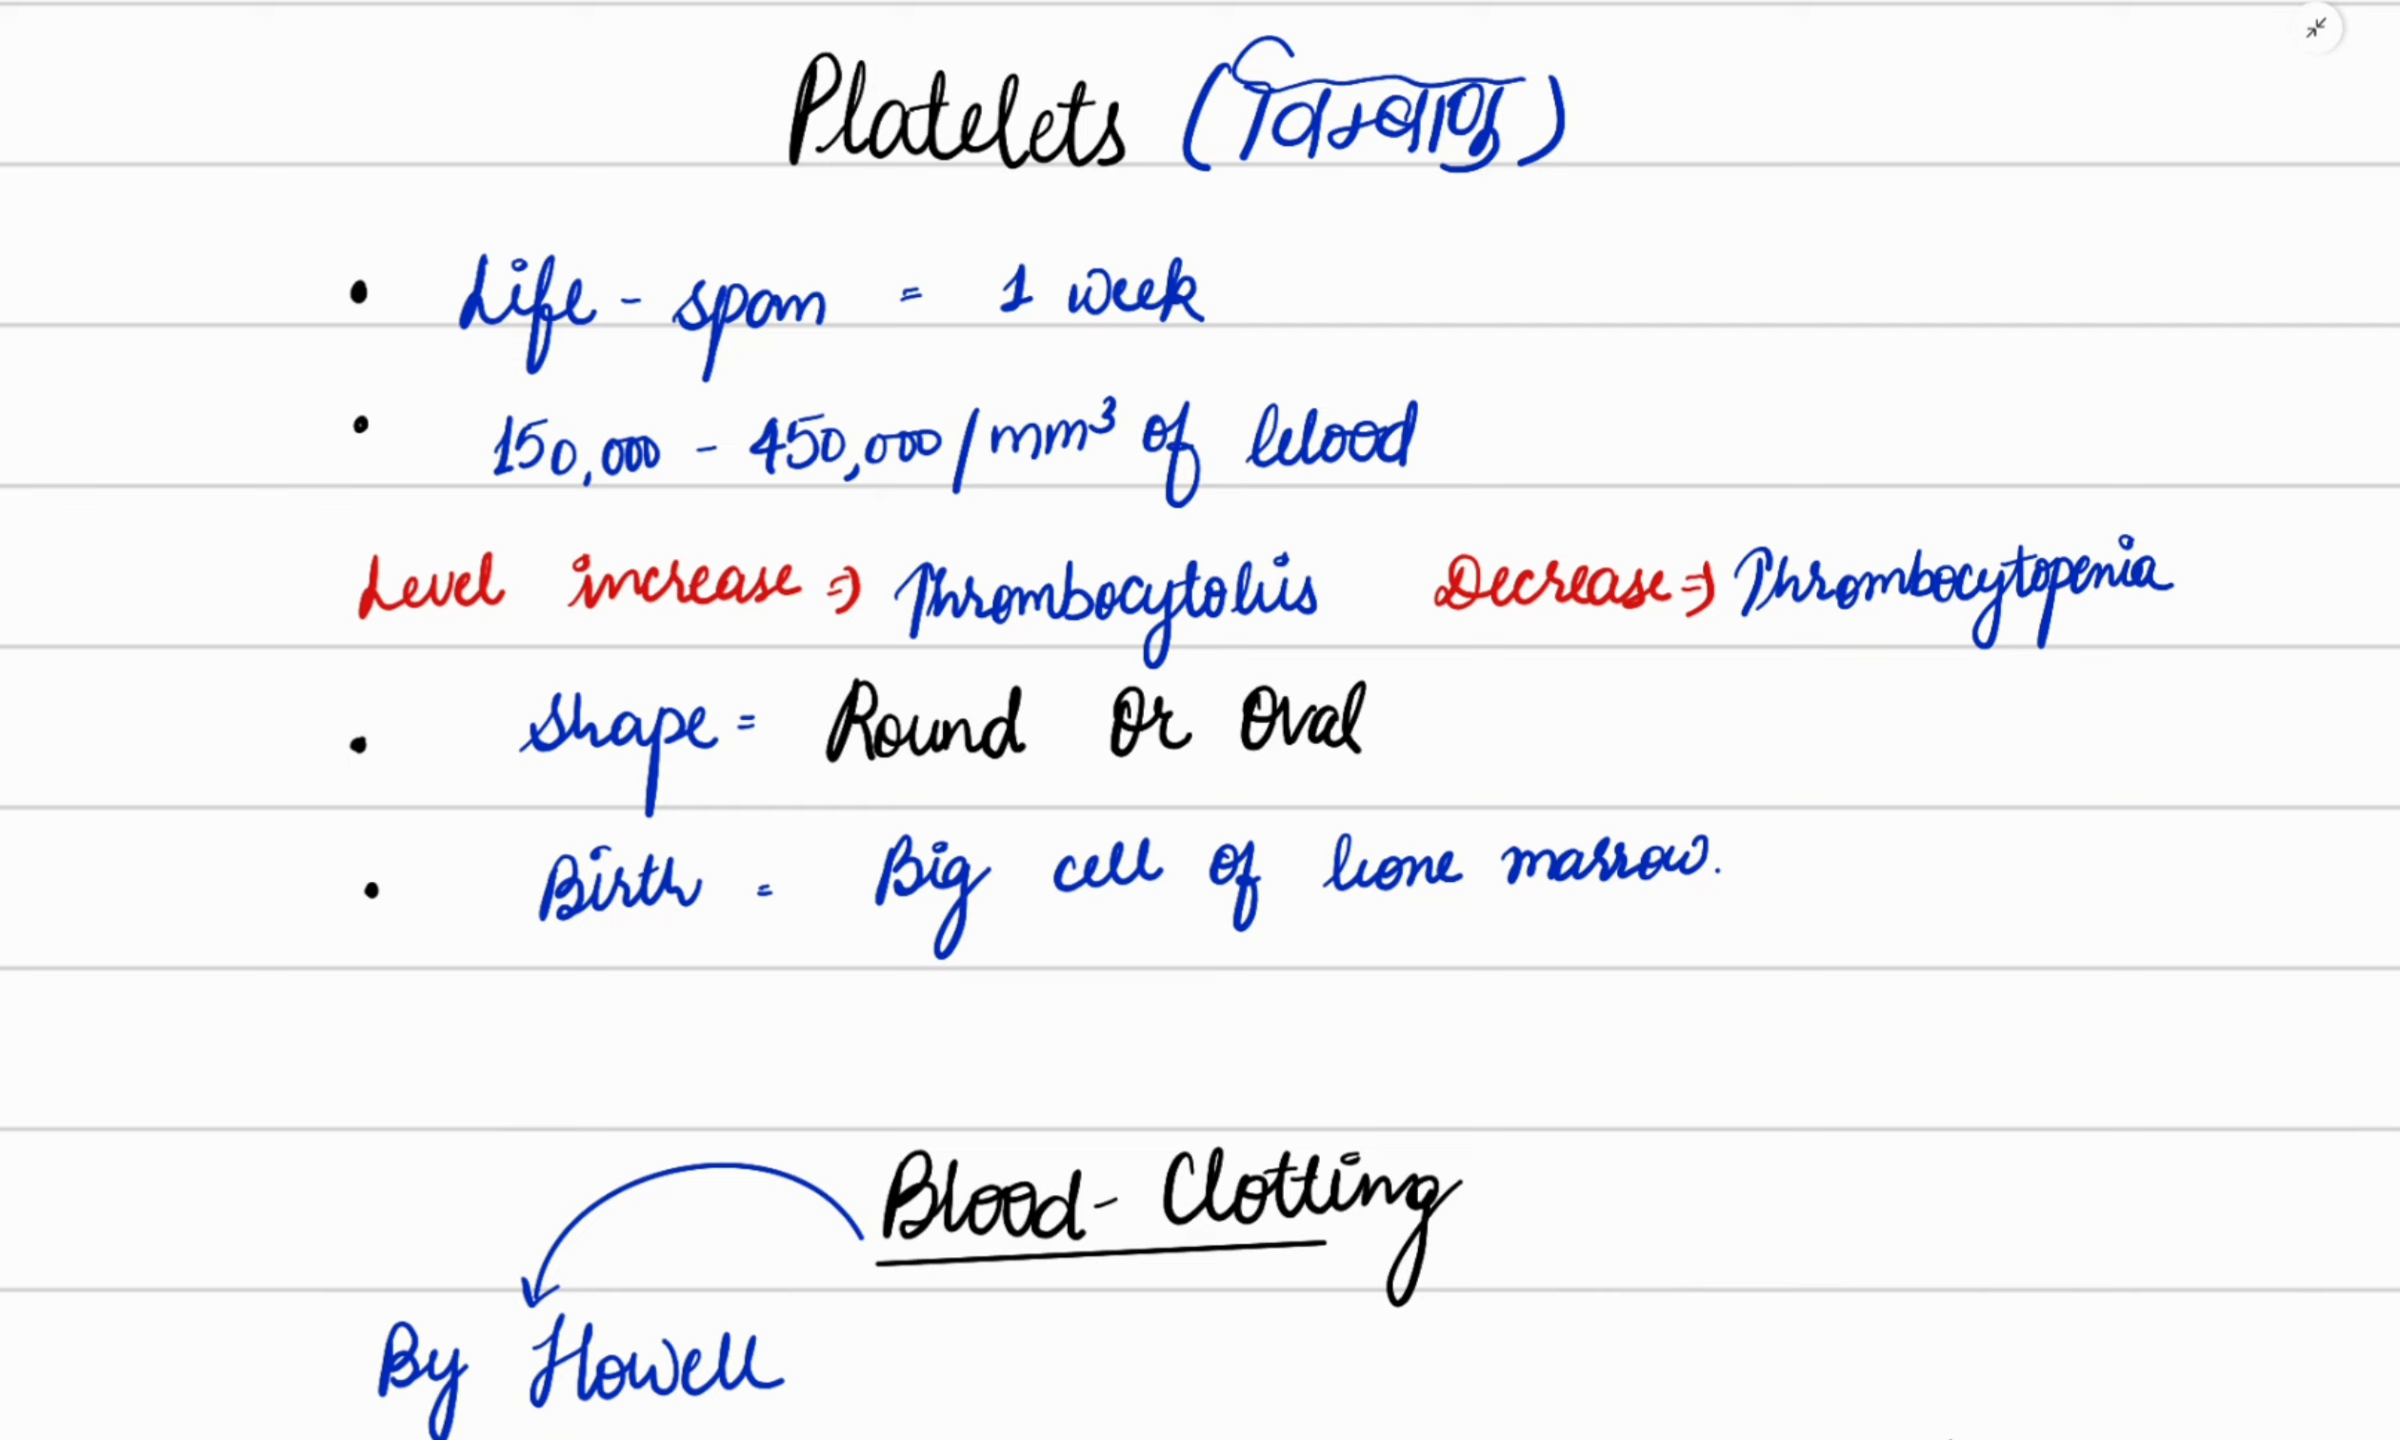 Platelets (बिम्बाणु)
• Life - span = 1 week
• 150,000 - 450,000/mm³ of blood
Level increase ⇒ Thrombocytosis Decrease ⇒ Thrombocytopenia
• Shape = Round Or Oval
• Birth = Big cell of bone marrow.
Blood - Clotting
By Howell